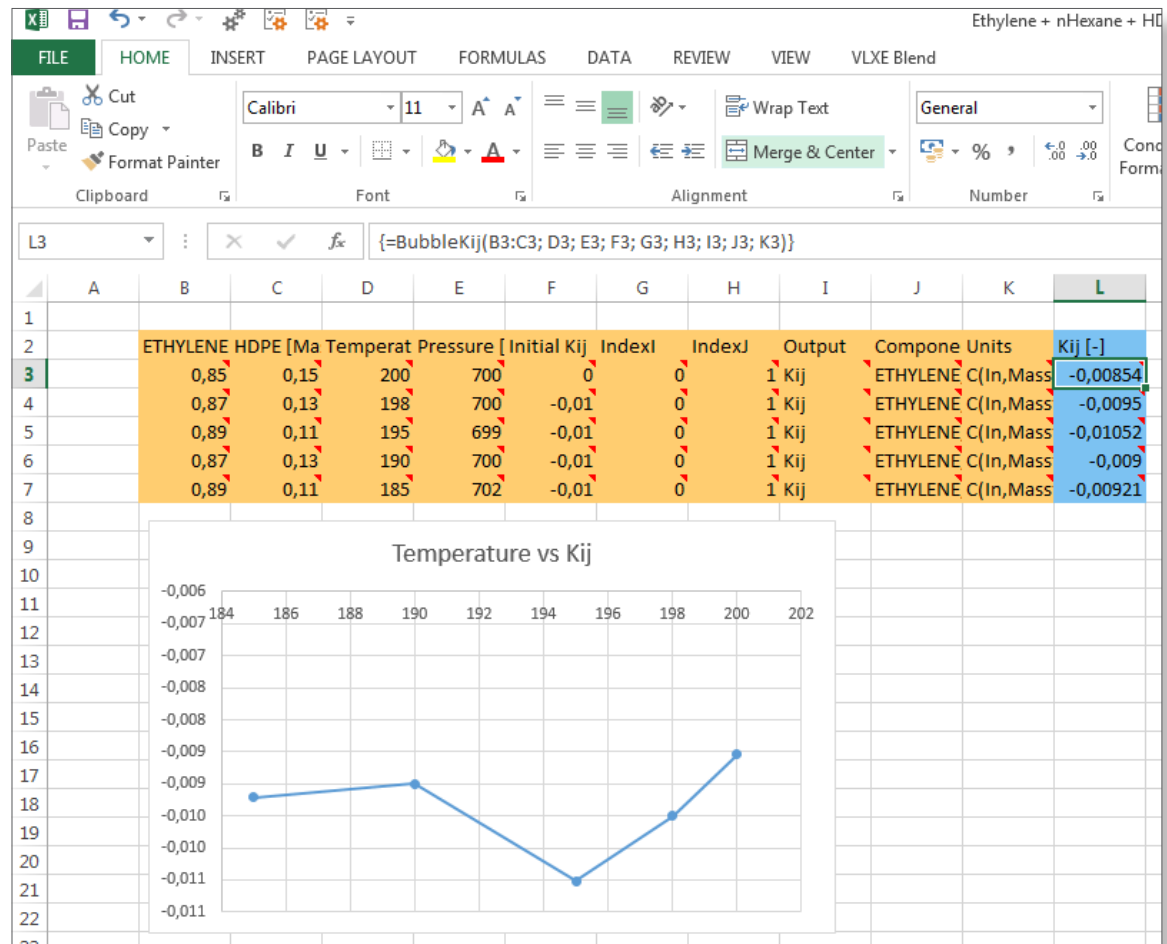 Ethylene + nHexane + HD
FILE HOME INSERT PAGE LAYOUT FORMULAS DATA REVIEW VIEW VLXE Blend
Paste
Cut
Copy
Format Painter
Clipboard
Calibri 11
B I U
Font
Wrap Text
Merge & Center
Alignment
General
% , ,0 ,00 ,00 ,0
Number
Cond
Forma
L3 fx {=BubbleKij(B3:C3; D3; E3; F3; G3; H3; I3; J3; K3)}
A B C D E F G H I J K L
1
2 ETHYLENE HDPE [Ma Temperat Pressure [ Initial Kij IndexI IndexJ Output Compone Units Kij [-]
3 0,85 0,15 200 700 0 0 1 Kij ETHYLENE C(In,Mass -0,00854
4 0,87 0,13 198 700 -0,01 0 1 Kij ETHYLENE C(In,Mass -0,0095
5 0,89 0,11 195 699 -0,01 0 1 Kij ETHYLENE C(In,Mass -0,01052
6 0,87 0,13 190 700 -0,01 0 1 Kij ETHYLENE C(In,Mass -0,009
7 0,89 0,11 185 702 -0,01 0 1 Kij ETHYLENE C(In,Mass -0,00921
8
9
10
11
12
13
14
15
16
17
18
19
20
21
22
Temperature vs Kij
-0,006
184 186 188 190 192 194 196 198 200 202
-0,007
-0,007
-0,008
-0,008
-0,009
-0,009
-0,010
-0,010
-0,011
-0,011